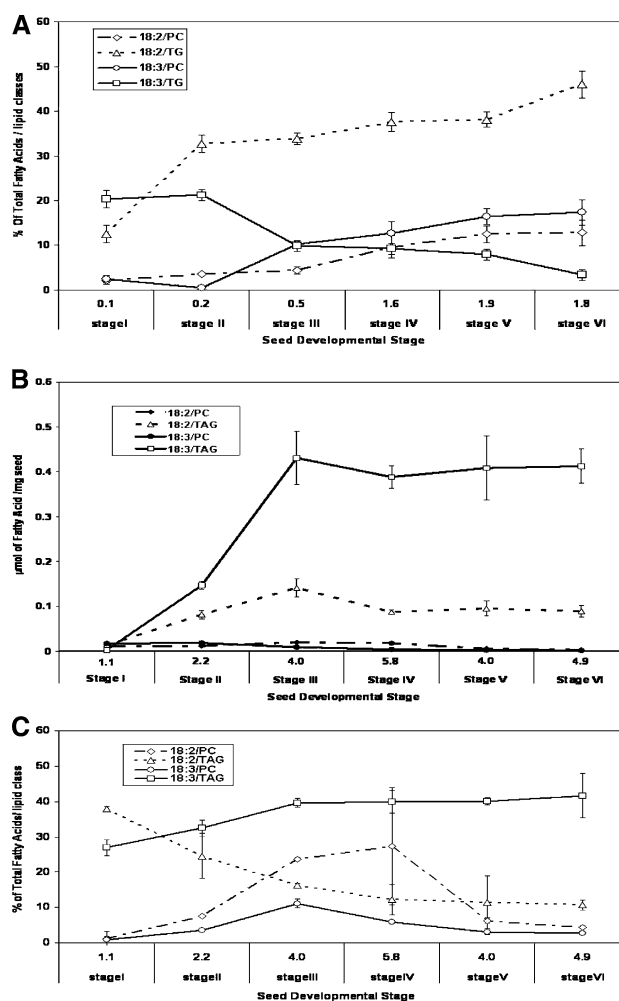 A
18:2/PC
18:2/TG
18:3/PC
18:3/TG
% Of Total Fatty Acids / lipid classes
60
50
40
30
20
10
0
0.1 0.2 0.5 1.6 1.9 1.8
stageI stage II stage III stage IV stage V stage VI
Seed Developmental Stage
B
18:2/PC
18:2/TAG
18:3/PC
18:3/TAG
µmol of Fatty Acid /mg seed
0.6
0.5
0.4
0.3
0.2
0.1
0
1.1 2.2 4.0 5.8 4.0 4.9
Stage I Stage II Stage III Stage IV Stage V Stage VI
Seed Developmental Stage
C
18:2/PC
18:2/TAG
18:3/PC
18:3/TAG
% of Total Fatty Acids/lipid class
60
50
40
30
20
10
0
1.1 2.2 4.0 5.8 4.0 4.9
stageI stageII stageIII stageIV stageV stageVI
Seed Developmental Stage